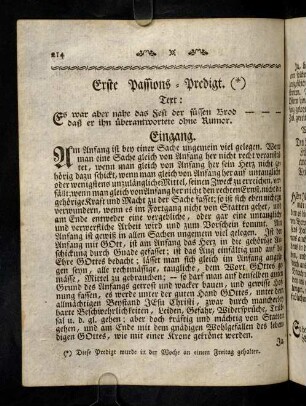 214
Erste Passions-Predigt. (*)
Text:
Es war aber nahe das Fest der süssen Brod — — —
daß er ihn überantwortete ohne Rumor.
Eingang.
Am Anfang ist bey einer Sache ungemein viel gelegen. Wenn
man eine Sache gleich von Anfang her nicht recht veranstal-
tet, wenn man gleich von Anfang her sein Herz nicht ge-
hörig dazu schickt, wenn man gleich von Anfang her auf untaugliche
oder wenigstens unzulängliche Mittel, seinen Zweck zu erreichen, ver-
fällt; wenn man gleich von Anfang her nicht den rechten Ernst, nicht die
gehörige Kraft und Macht zu der Sache fasset, so ist sich eben nicht zu
verwundern, wenn es im Fortgang nicht von Statten gehet, und
am Ende entweder eine vergebliche, oder gar eine untaugliche
und verwerfliche Arbeit wird und zum Vorschein kommt. Am
Anfang ist gewiß in allen Sachen ungemein viel gelegen. Ist der
Anfang mit GOtt, ist am Anfang das Herz in der gehörigen
schickung durch Gnade gefasset; ist das Aug einfältig und auf
Ehre GOttes bedacht; lässt man sich gleich im Anfang angele-
gen seyn, alle rechtmäßige, taugliche, dem Wort GOttes ge-
mässe, Mittel zu gebrauchen; — so darf man auf denselben guten
Grund des Anfangs getrost weiter bauen, und gewisse Hoff-
nung fassen, es werde unter der guten Hand GOttes, unter dem
allmächtigen Beystand JEsu Christi, zwar durch mancherley
harte Beschwerlichkeiten, Leiden, Gefahr, Widersprüche, Trüb-
sal u. d. gl. gehen; aber doch kräftig und mächtig von Statten
gehen, und am Ende mit dem gnädigen Wohlgefallen des leben-
digen GOttes, wie mit einer Krone gekrönet werden.
(*) Diese Predigt wurde in der Woche an einem Freitag gehalten.